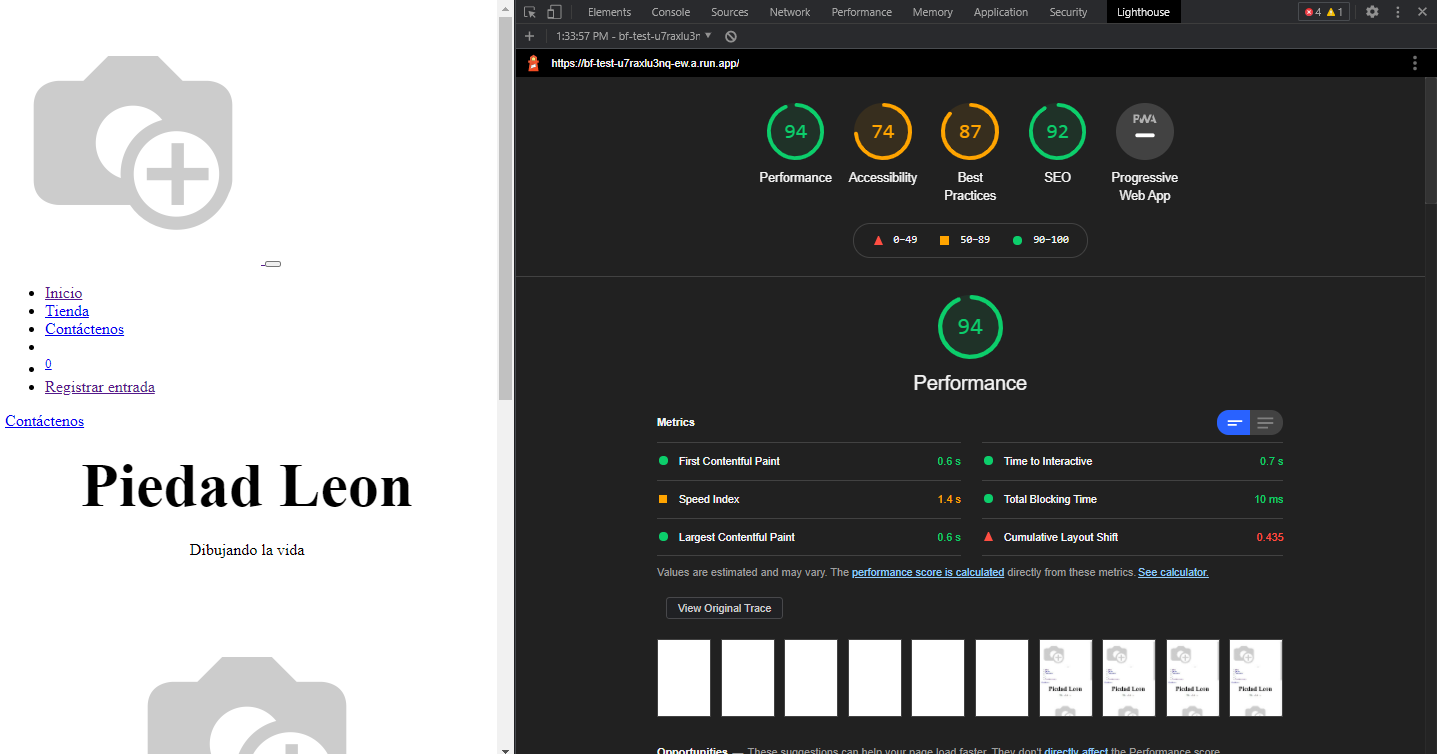 Inicio
Tienda
Contáctenos
0
Registrar entrada
Contáctenos
Piedad Leon
Dibujando la vida
Elements Console Sources Network Performance Memory Application Security Lighthouse 4 1
1:33:57 PM - bf-test-u7raxlu3n
https://bf-test-u7raxlu3nq-ew.a.run.app/
94 74 87 92 PWA
Performance Accessibility Best Practices SEO Progressive Web App
0–49 50–89 90–100
94
Performance
Metrics
First Contentful Paint 0.6 s Time to Interactive 0.7 s
Speed Index 1.4 s Total Blocking Time 10 ms
Largest Contentful Paint 0.6 s Cumulative Layout Shift 0.435
Values are estimated and may vary. The performance score is calculated directly from these metrics. See calculator.
View Original Trace
Piedad Leon Piedad Leon Piedad Leon Piedad Leon
Opportunities — These suggestions can help your page load faster. They don't directly affect the Performance score.